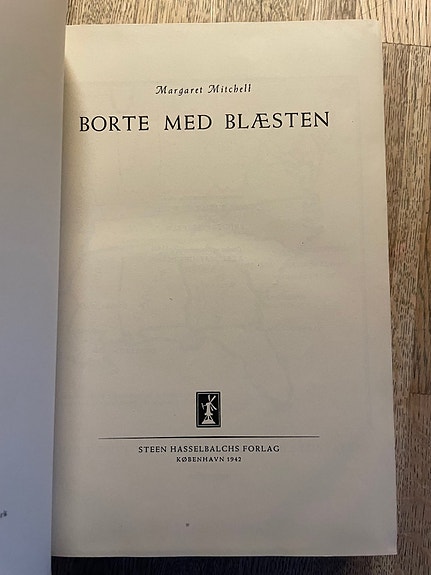 Margaret Mitchell
BORTE MED BLÆSTEN
STEEN HASSELBALCHS FORLAG
KØBENHAVN 1942